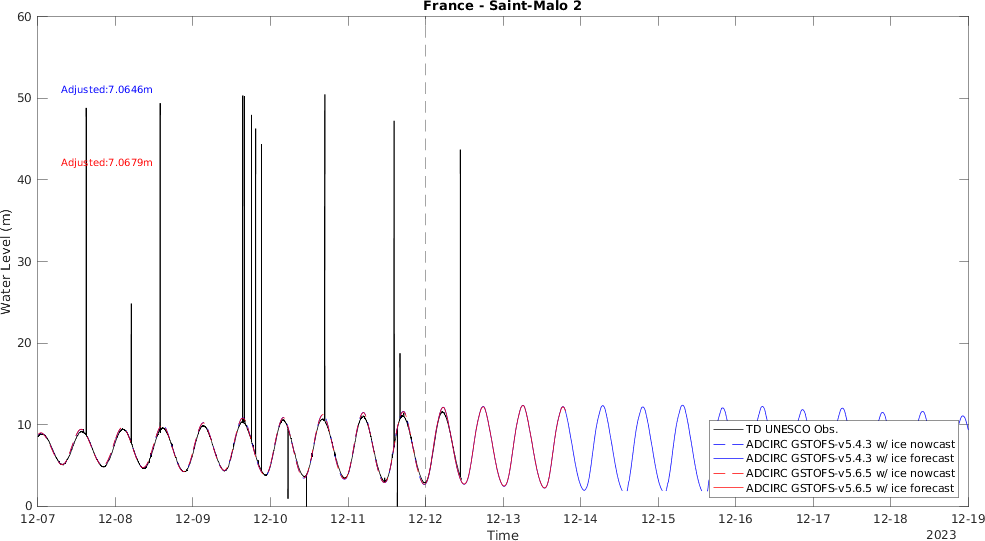 France - Saint-Malo 2
60
50
40
30
20
10
0
Water Level (m)
Adjusted:7.0646m
Adjusted:7.0679m
TD UNESCO Obs.
ADCIRC GSTOFS-v5.4.3 w/ ice nowcast
ADCIRC GSTOFS-v5.4.3 w/ ice forecast
ADCIRC GSTOFS-v5.6.5 w/ ice nowcast
ADCIRC GSTOFS-v5.6.5 w/ ice forecast
12-07 12-08 12-09 12-10 12-11 12-12 12-13 12-14 12-15 12-16 12-17 12-18 12-19
Time
2023